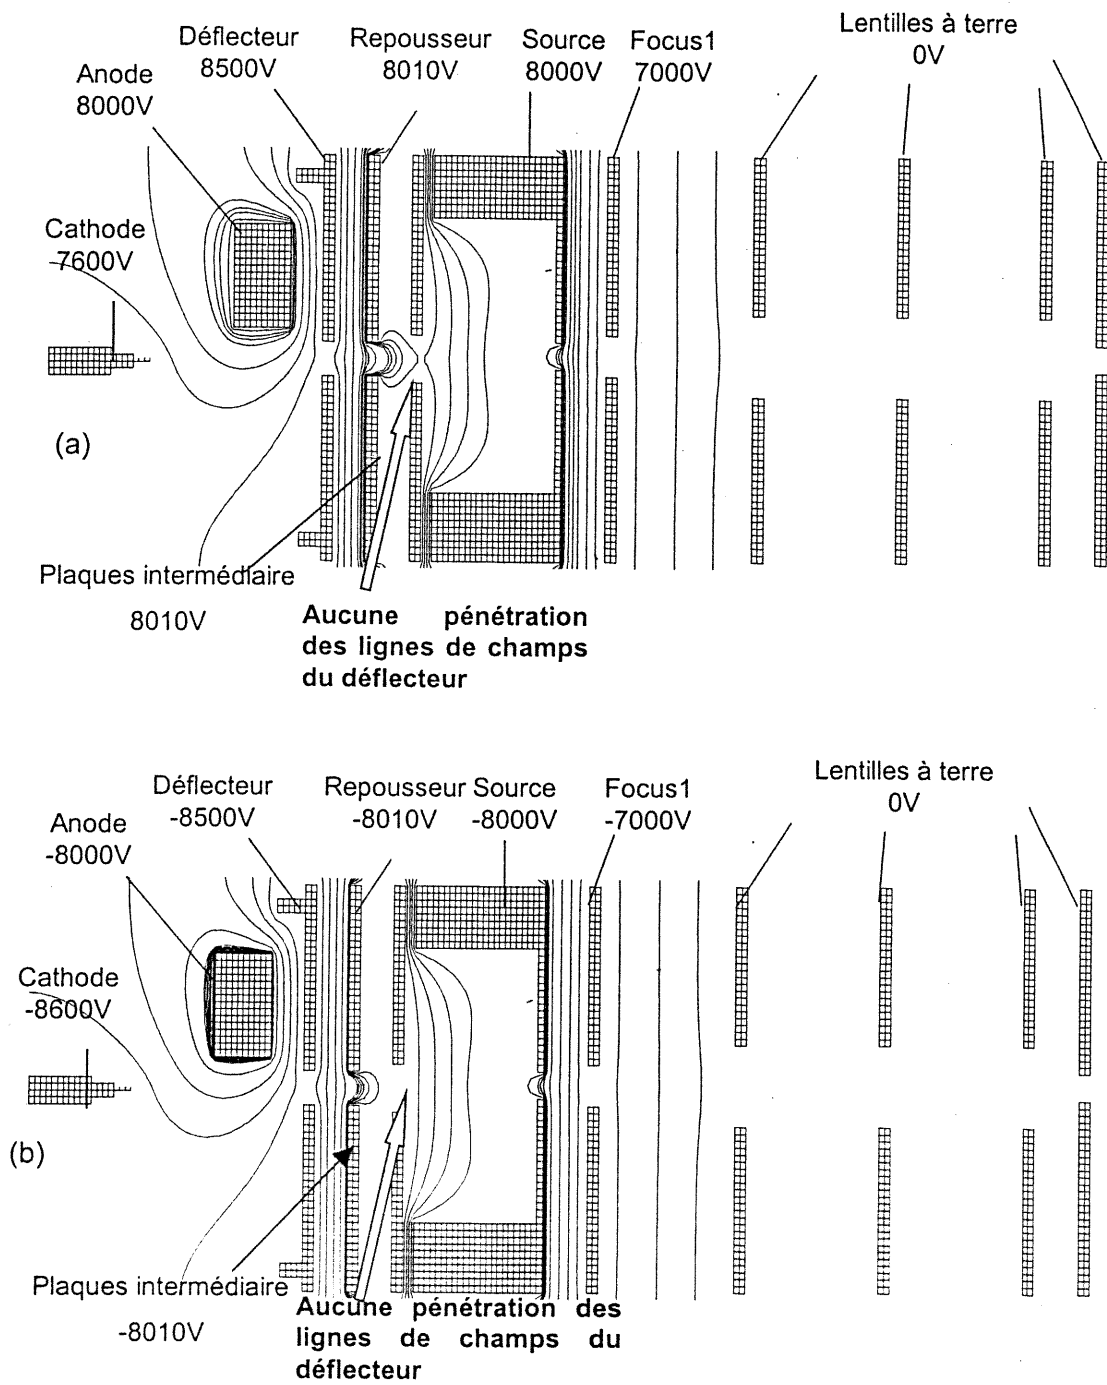 Lentilles à terre
0V
Déflecteur
8500V
Repousseur
8010V
Source
8000V
Focus1
7000V
Anode
8000V
Cathode
7600V
(a)
Plaques intermédiaire
8010V
Aucune pénétration
des lignes de champs
du déflecteur
Lentilles à terre
0V
Déflecteur
-8500V
Repousseur
-8010V
Source
-8000V
Focus1
-7000V
Anode
-8000V
Cathode
-8600V
(b)
Plaques intermédiaire
-8010V
Aucune pénétration des
lignes de champs du
déflecteur